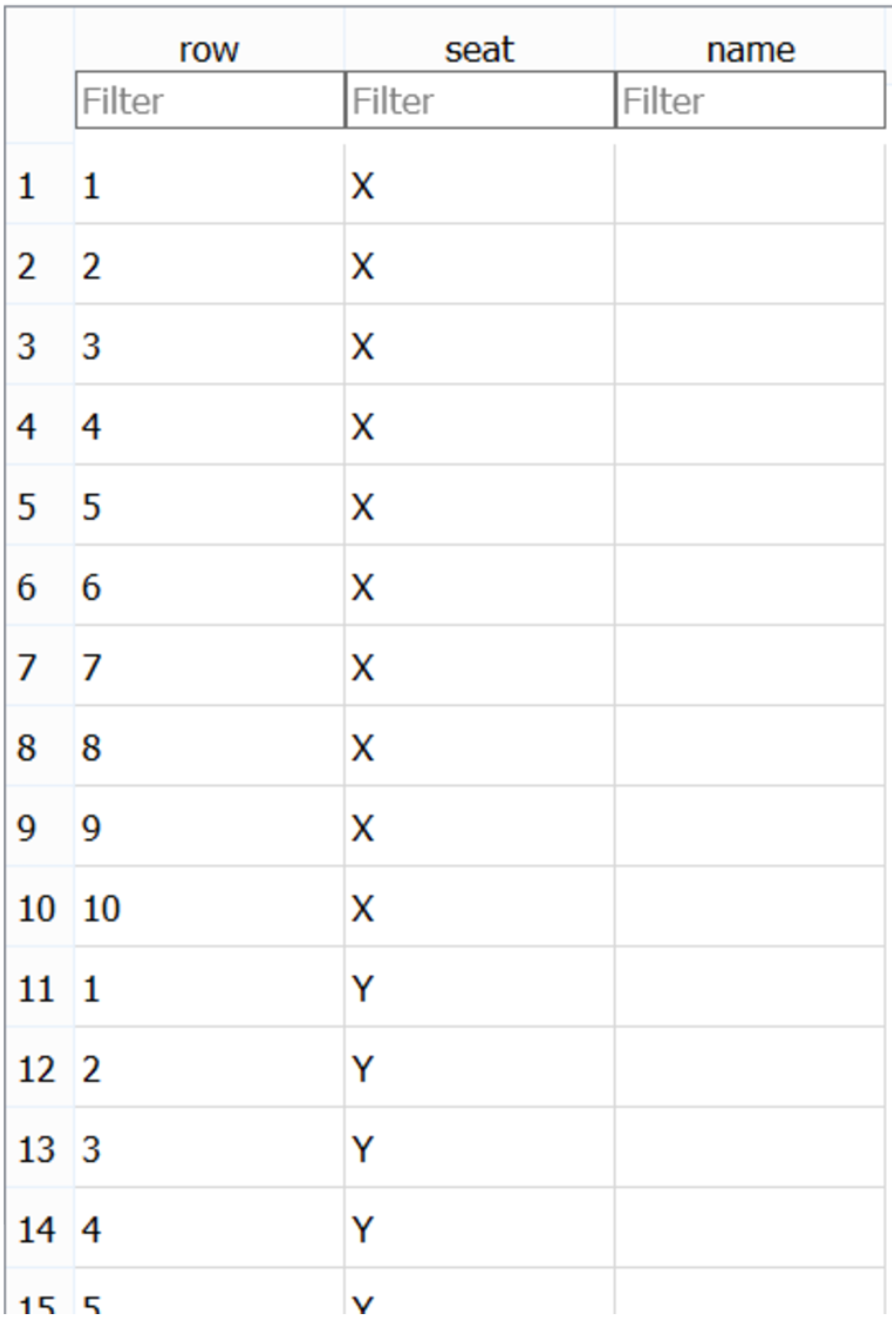 row seat name
Filter Filter Filter
1 1 X
2 2 X
3 3 X
4 4 X
5 5 X
6 6 X
7 7 X
8 8 X
9 9 X
10 10 X
11 1 Y
12 2 Y
13 3 Y
14 4 Y
15 5 Y